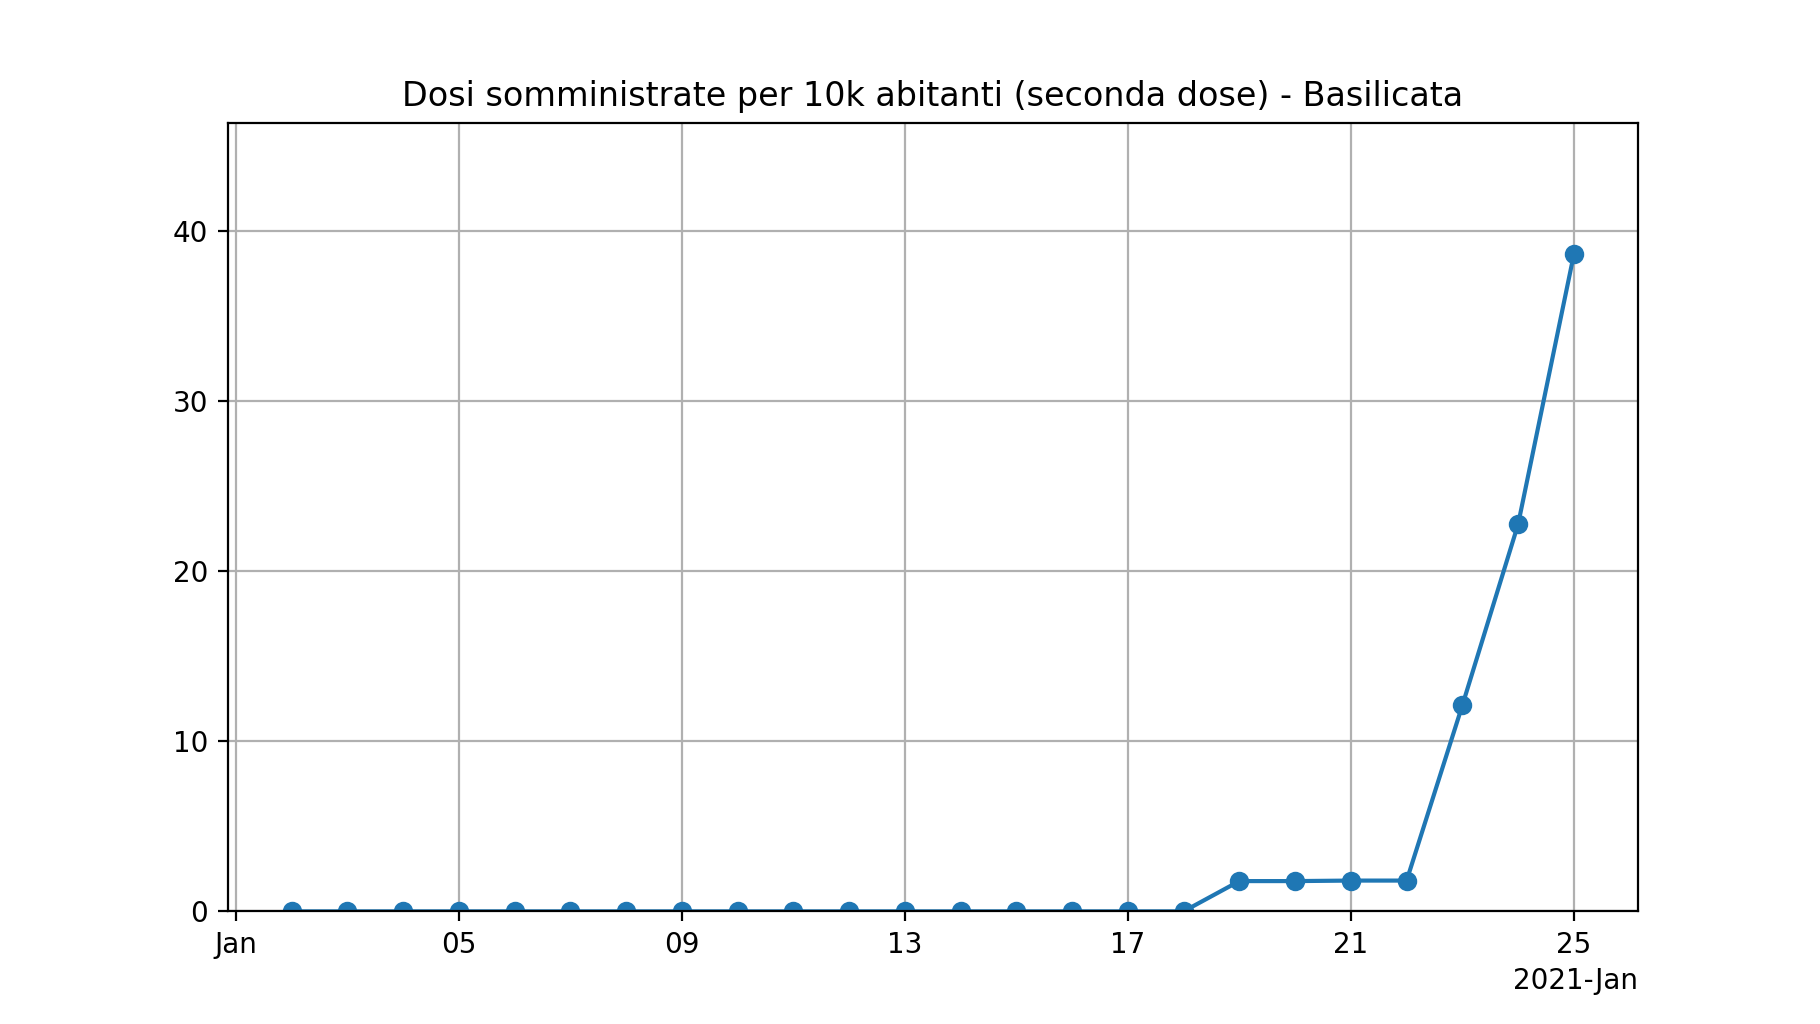 Dosi somministrate per 10k abitanti (seconda dose) - Basilicata
40
30
20
10
0
Jan 05 09 13 17 21 25
2021-Jan